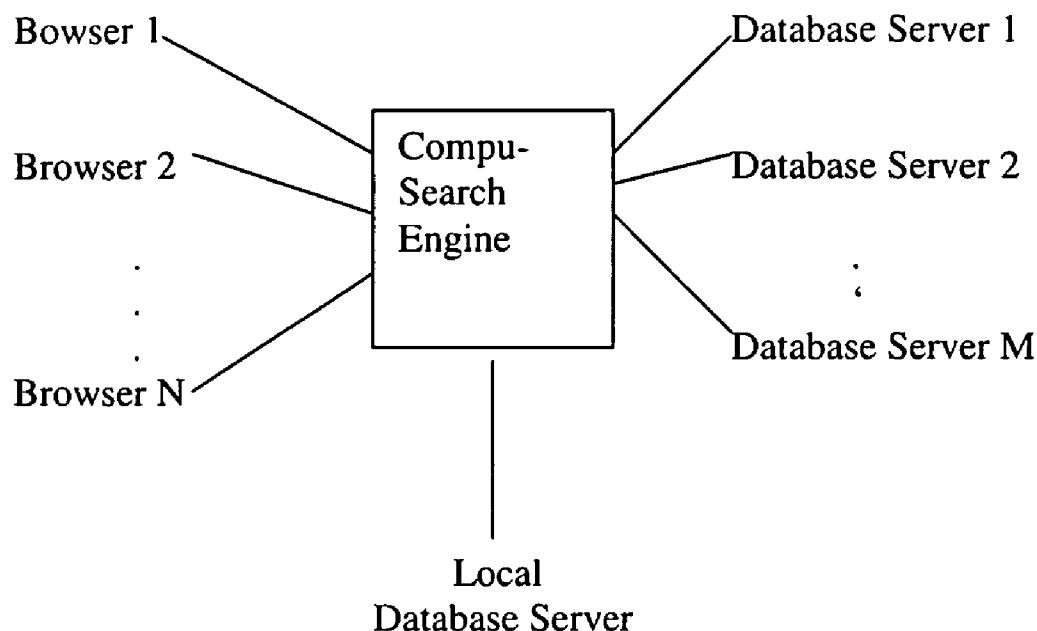 Bowser 1
Browser 2
.
.
.
Browser N
Compu-
Search
Engine
Database Server 1
Database Server 2
.
.
Database Server M
Local
Database Server